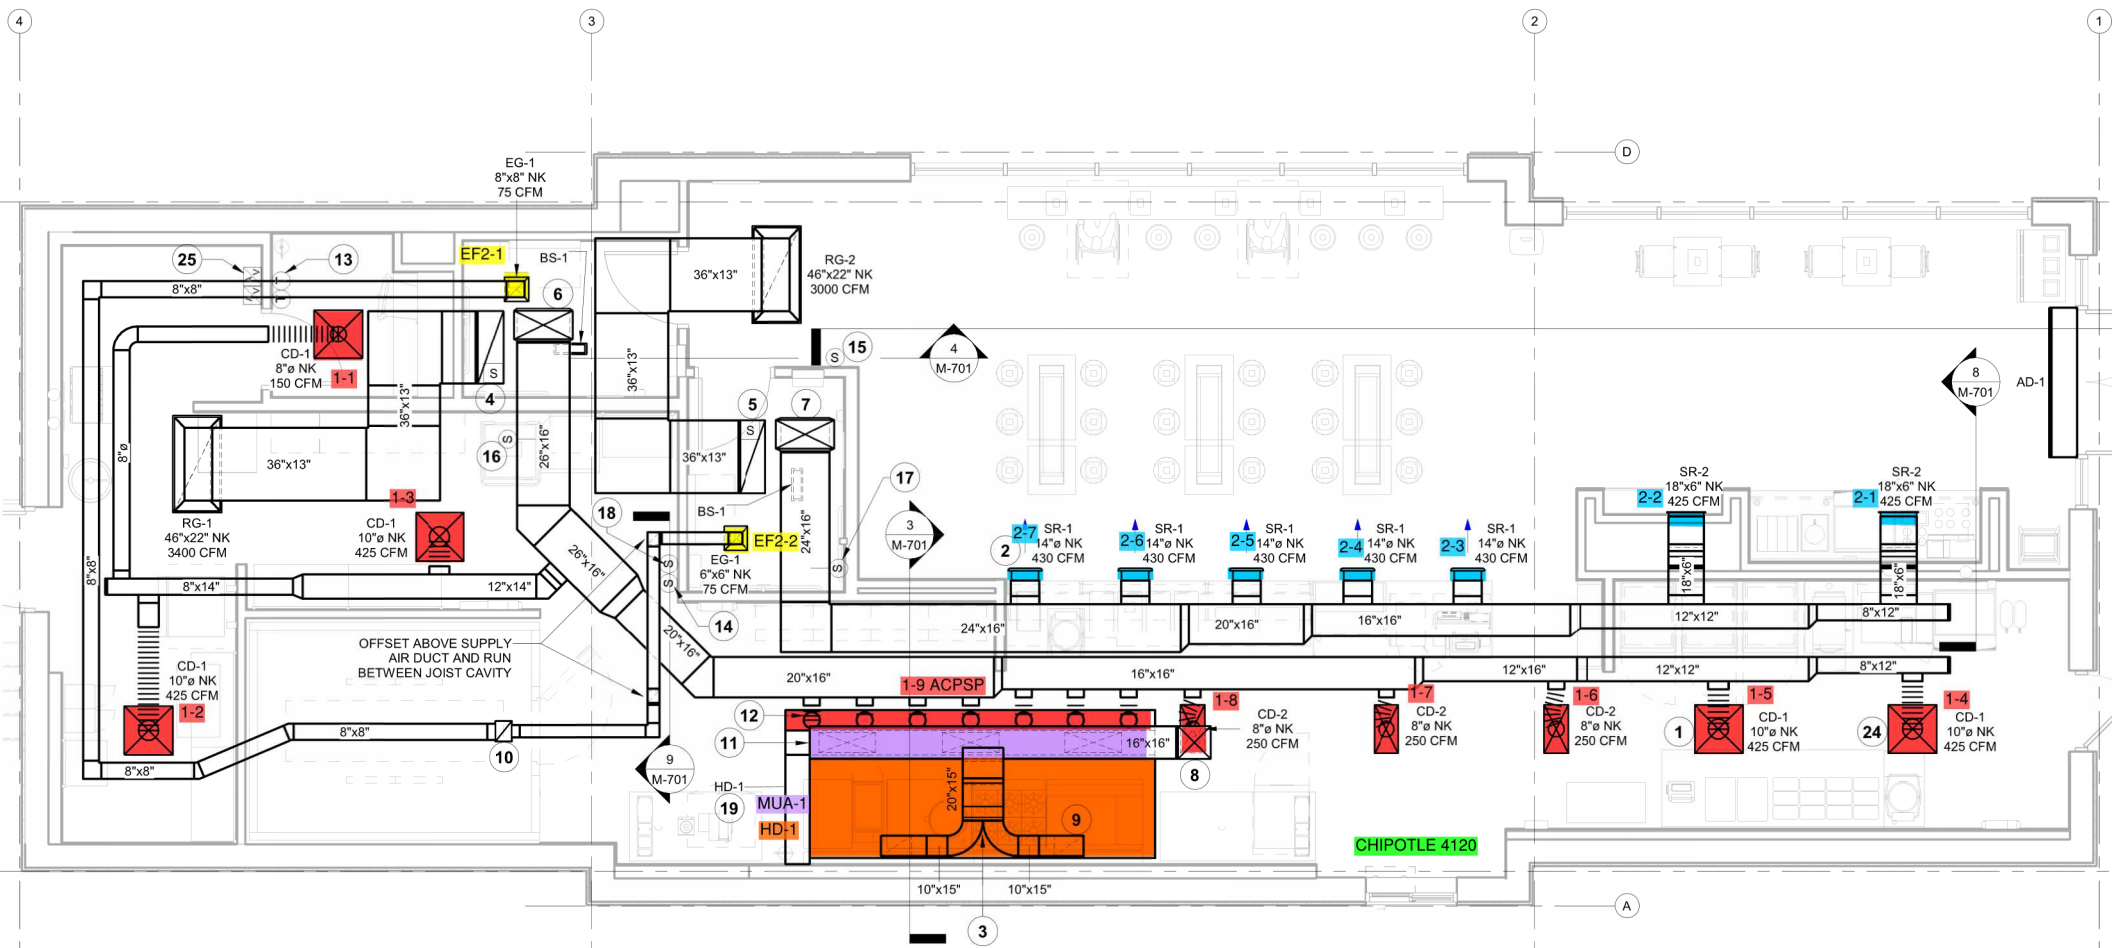 4
3
2
1
D
EG-1
8"x8" NK
75 CFM
EF2-1
BS-1
25
13
8"x8"
6
36"x13"
RG-2
46"x22" NK
3000 CFM
CD-1
8"ø NK
150 CFM
1-1
S
4
36"x13"
36"x13"
S
15
4
M-701
8
M-701
AD-1
5
7
S
36"x13"
16
S
26"x16"
8"ø
36"x13"
RG-1
46"x22" NK
3400 CFM
1-3
CD-1
10"ø NK
425 CFM
BS-1
24"x16"
17
S
18
EF2-2
EG-1
6"x6" NK
75 CFM
S
S
14
3
M-701
2
2-7
SR-1
14"ø NK
430 CFM
2-6
SR-1
14"ø NK
430 CFM
2-5
SR-1
14"ø NK
430 CFM
2-4
SR-1
14"ø NK
430 CFM
2-3
SR-1
14"ø NK
430 CFM
2-2
SR-2
18"x6" NK
425 CFM
2-1
SR-2
18"x6" NK
425 CFM
18"x6"
18"x6"
8"x8"
8"x14"
12"x14"
26"x16"
20"x16"
24"x16"
20"x16"
16"x16"
12"x12"
8"x12"
OFFSET ABOVE SUPPLY
AIR DUCT AND RUN
BETWEEN JOIST CAVITY
20"x16"
16"x16"
12"x16"
12"x12"
8"x12"
CD-1
10"ø NK
425 CFM
1-2
1-9 ACPSP
12
11
16"x16"
1-8
CD-2
8"ø NK
250 CFM
1-7
CD-2
8"ø NK
250 CFM
1-6
CD-2
8"ø NK
250 CFM
1-5
1
CD-1
10"ø NK
425 CFM
1-4
24
CD-1
10"ø NK
425 CFM
8"x8"
8"x8"
10
9
M-701
8
HD-1
19
MUA-1
HD-1
20"x15"
9
CHIPOTLE 4120
10"x15"
10"x15"
3
A